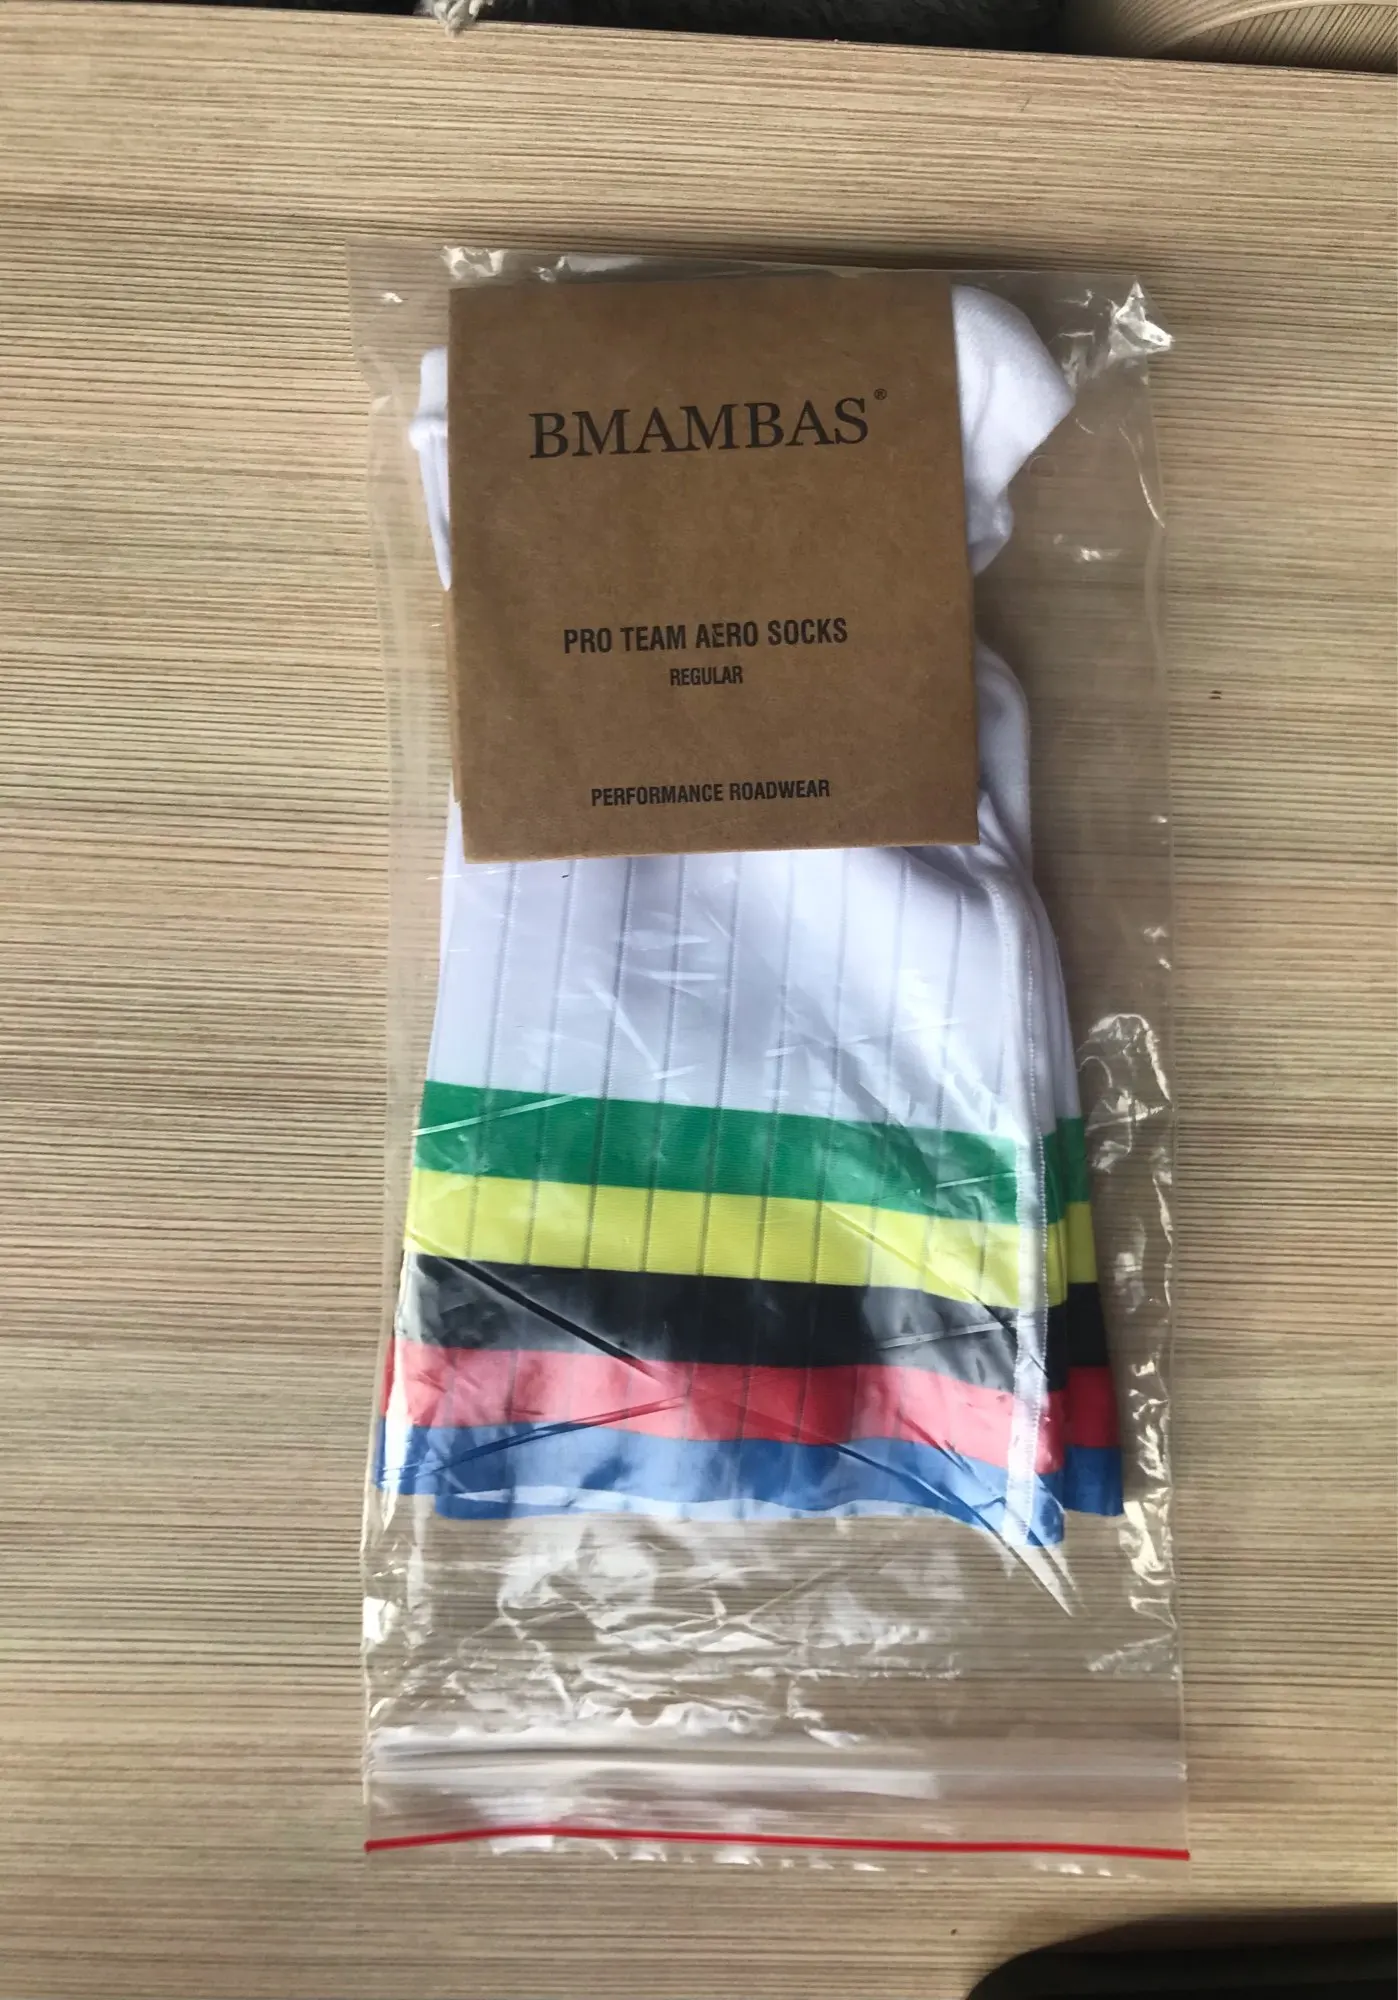 BMAMBAS®
PRO TEAM AERO SOCKS
REGULAR
PERFORMANCE ROADWEAR